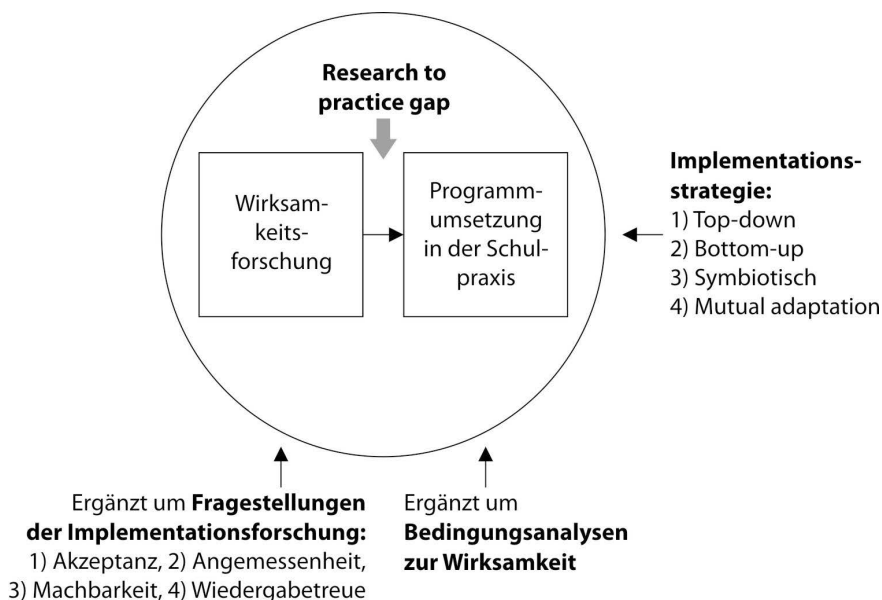 Research to
practice gap
Wirksam-
keits-
forschung
Programm-
umsetzung
in der Schul-
praxis
Implementations-
strategie:
1) Top-down
2) Bottom-up
3) Symbiotisch
4) Mutual adaptation
Ergänzt um Fragestellungen
der Implementationsforschung:
1) Akzeptanz, 2) Angemessenheit,
3) Machbarkeit, 4) Wiedergabetreue
Ergänzt um
Bedingungsanalysen
zur Wirksamkeit